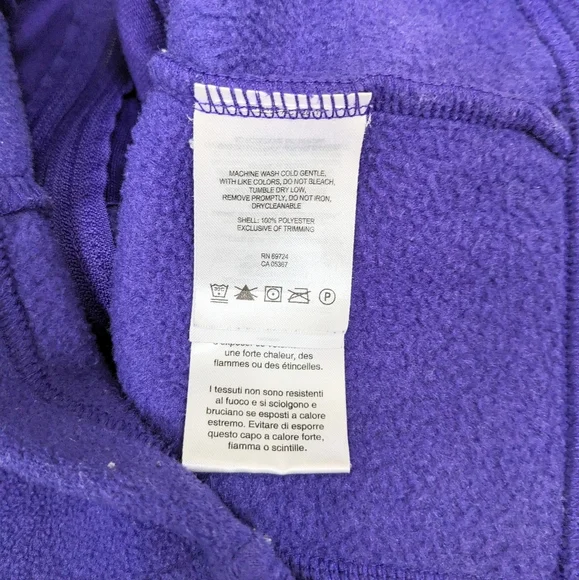 MACHINE WASH COLD GENTLE,
WITH LIKE COLORS, DO NOT BLEACH,
TUMBLE DRY LOW,
REMOVE PROMPTLY, DO NOT IRON,
DRYCLEANABLE
SHELL: 100% POLYESTER
EXCLUSIVE OF TRIMMING
RN 69724
CA 05367
P
une forte chaleur, des
flammes ou des étincelles.
I tessuti non sono resistenti
al fuoco e si sciolgono e
bruciano se esposti a calore
estremo. Evitare di esporre
questo capo a calore forte,
fiamma o scintille.